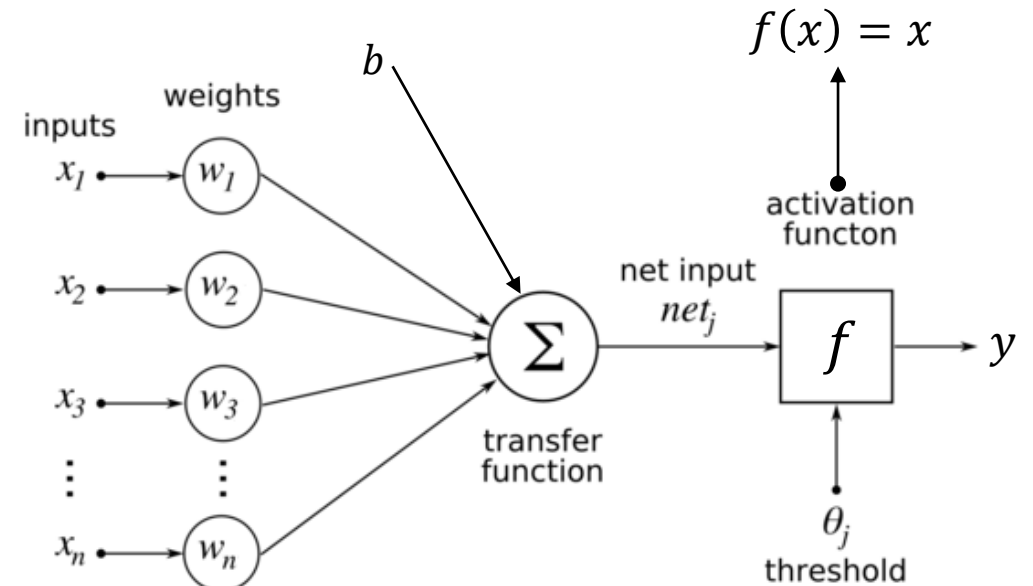 f(x) = x
b
weights
inputs
x1
w1
activation
functon
x2
w2
net input
netj
Σ
f
y
x3
w3
transfer
function
⋮
⋮
θj
xn
wn
threshold